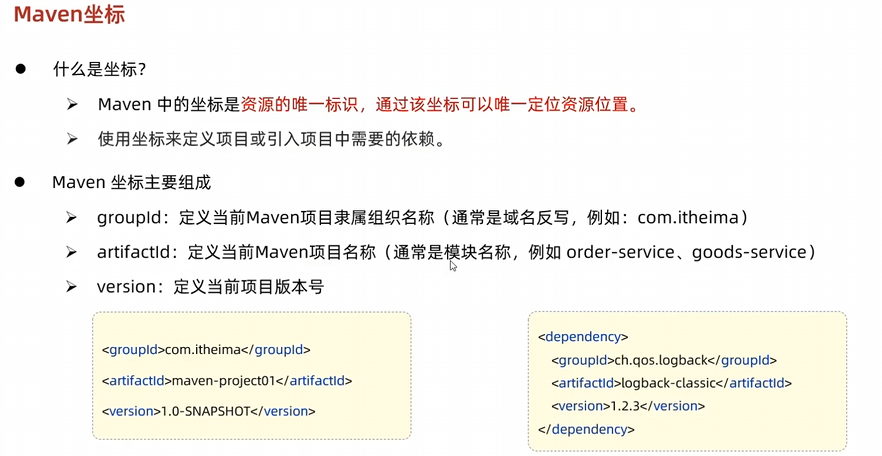 Maven坐标
什么是坐标?
Maven 中的坐标是资源的唯一标识，通过该坐标可以唯一定位资源位置。
使用坐标来定义项目或引入项目中需要的依赖。
Maven 坐标主要组成
groupId：定义当前Maven项目隶属组织名称（通常是域名反写，例如：com.itheima）
artifactId：定义当前Maven项目名称（通常是模块名称，例如 order-service、goods-service）
version：定义当前项目版本号
<groupId>com.itheima</groupId>
<artifactId>maven-project01</artifactId>
<version>1.0-SNAPSHOT</version>
<dependency>
<groupId>ch.qos.logback</groupId>
<artifactId>logback-classic</artifactId>
<version>1.2.3</version>
</dependency>